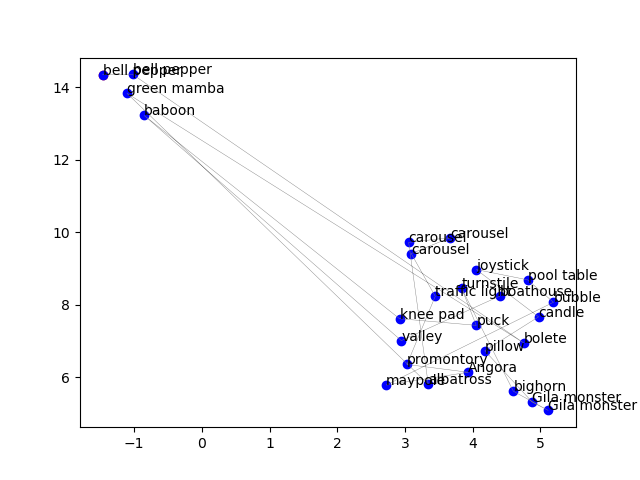 bell pepper
bell pepper
green mamba
baboon
carousel
carousel
carousel
joystick
pool table
turnstile
traffic light
boathouse
bubble
knee pad
puck
candle
valley
bolete
pillow
promontory
Angora
maypole
albatross
bighorn
Gila monster
Gila monster
14
12
10
8
6
−1
0
1
2
3
4
5